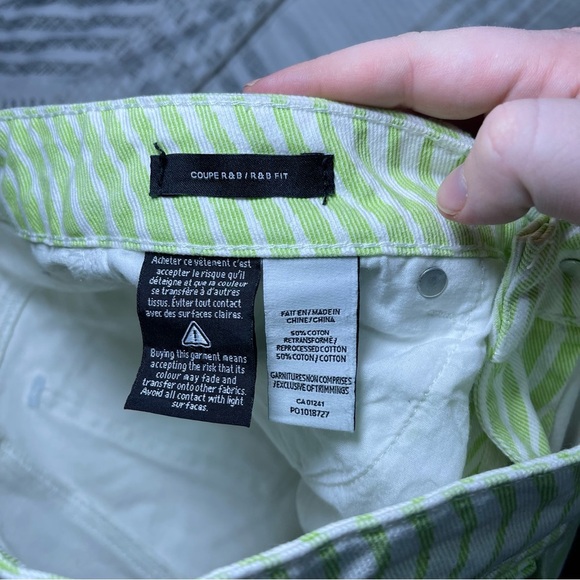 COUPE R&B / R&B FIT
Acheter ce vêtement c'est
accepter le risque qu'il
déteigne et que la couleur
se transfère à d'autres
tissus. Éviter tout contact
avec des surfaces claires.
Buying this garment means
accepting the risk that its
colour may fade and
transfer onto other fabrics.
Avoid all contact with light
surfaces.
FAIT EN / MADE IN
CHINE / CHINA
50% COTON
RETRANSFORMÉ /
REPROCESSED COTTON
50% COTON / COTTON
GARNITURES NON COMPRISES
/ EXCLUSIVE OF TRIMMINGS
CA 01241
PO1018727